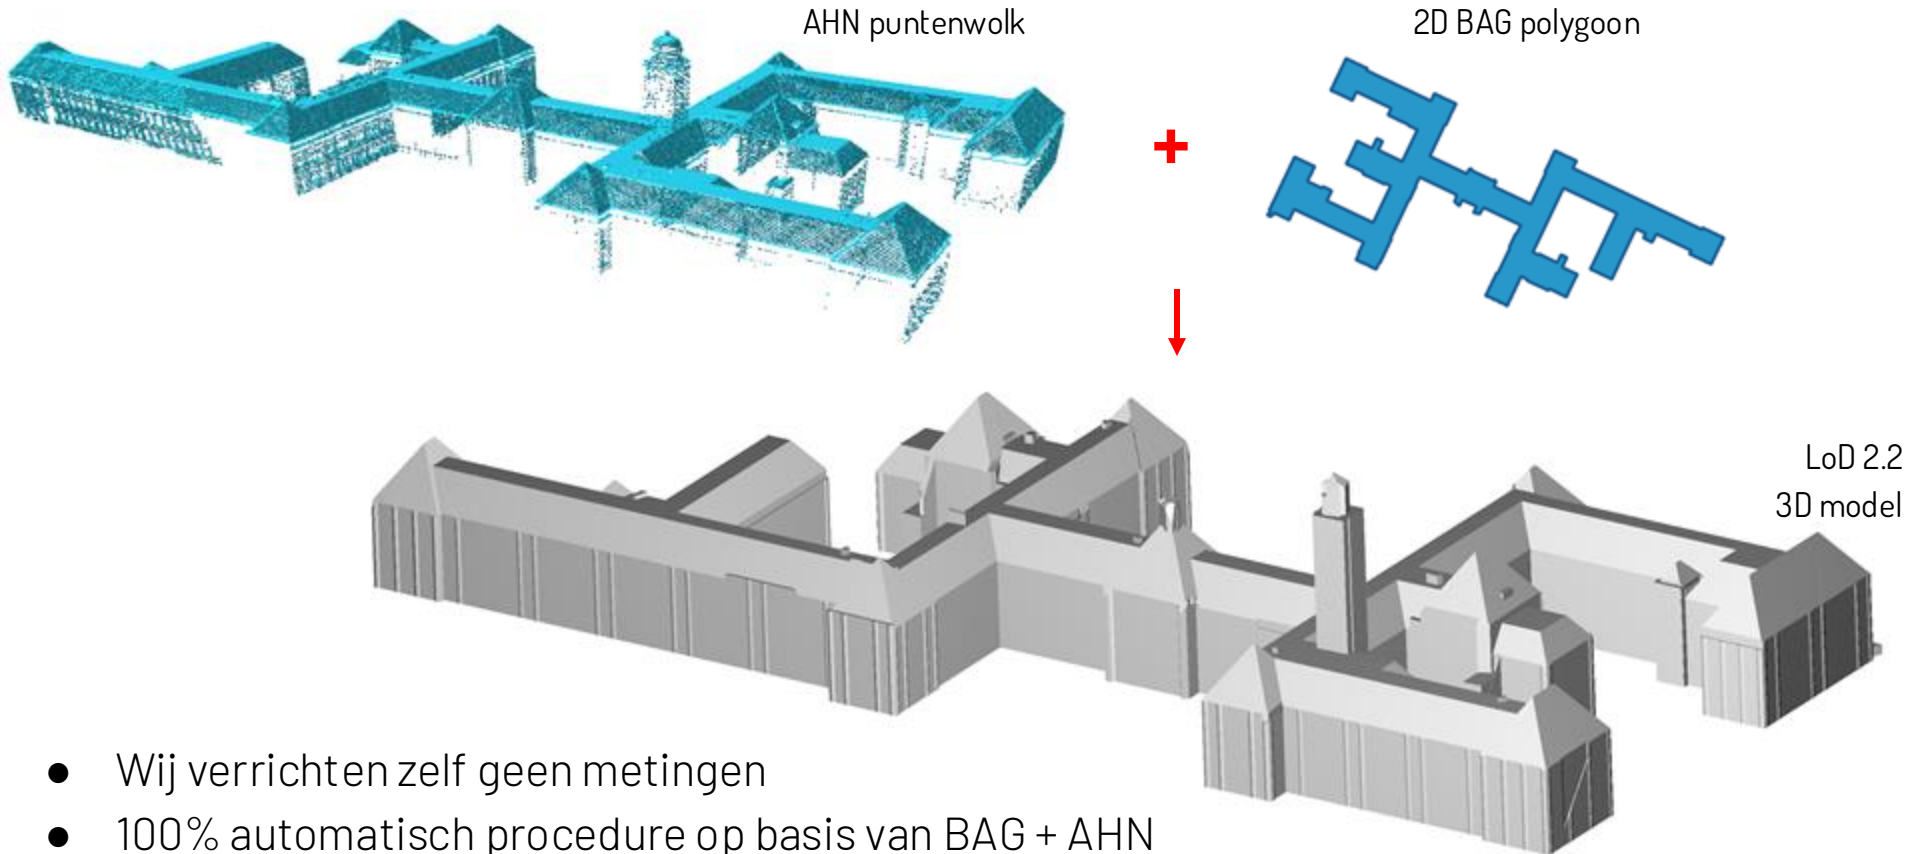 AHN puntenwolk
2D BAG polygoon
+
LoD 2.2
3D model
● Wij verrichten zelf geen metingen
● 100% automatisch procedure op basis van BAG + AHN